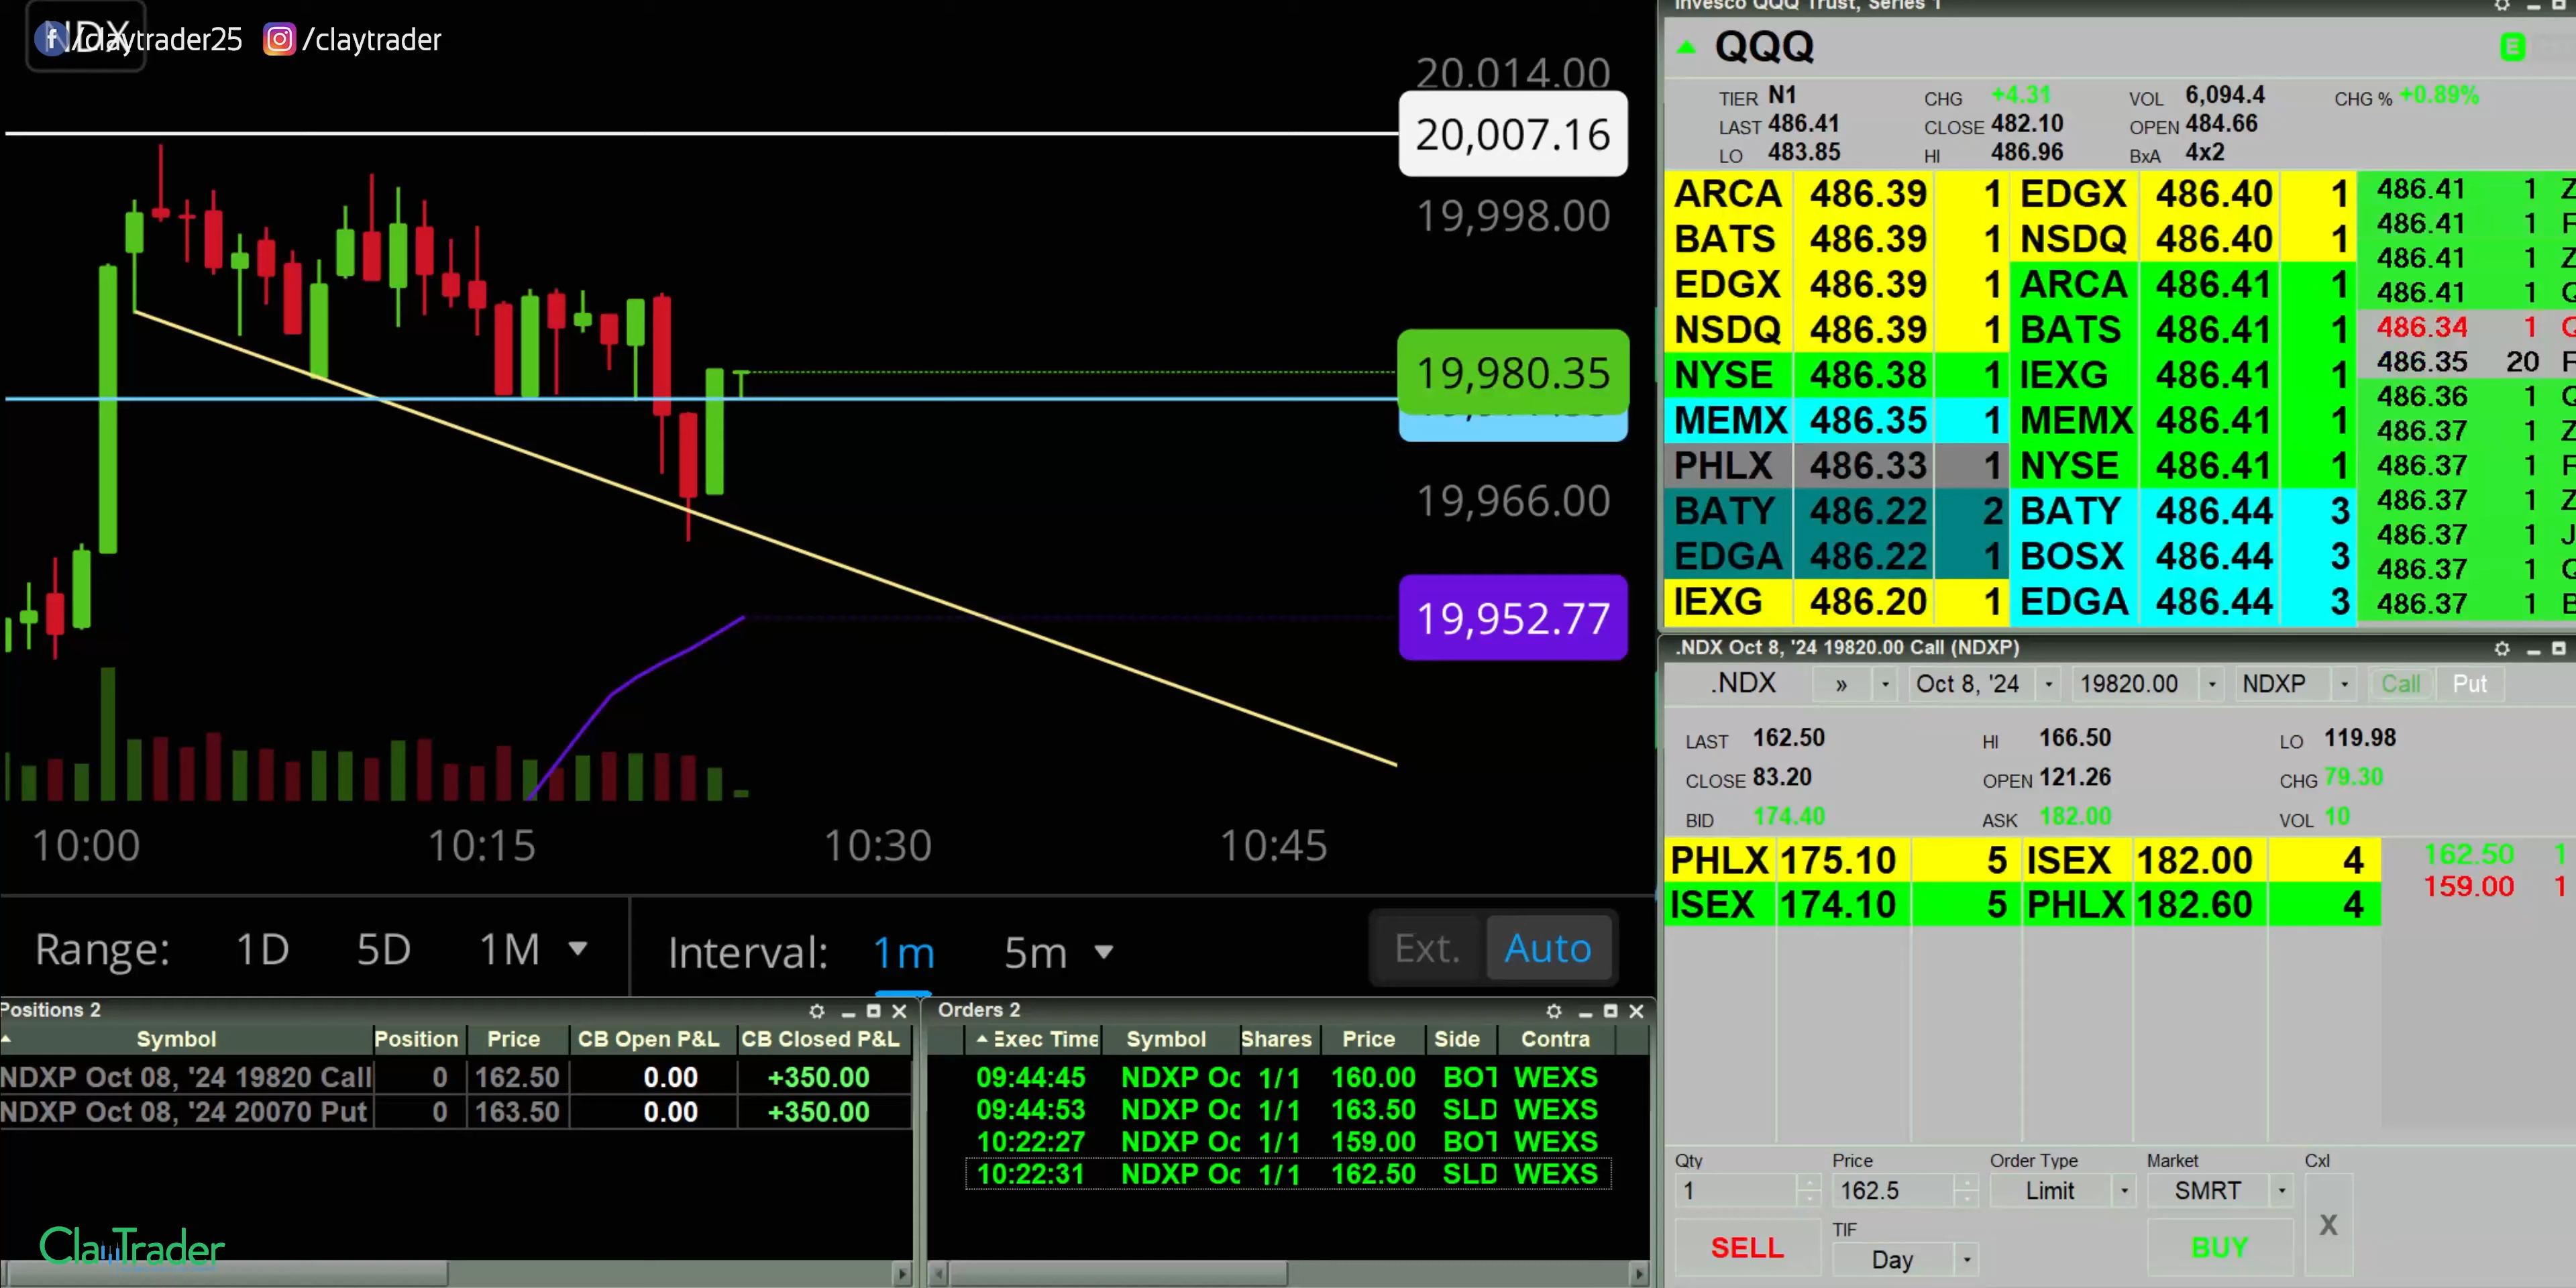 NDX
/claytrader25 /claytrader
20,014.00
20,007.16
19,998.00
19,980.35
19,966.00
19,952.77
10:00 10:15 10:30 10:45
Range: 1D 5D 1M Interval: 1m 5m Ext. Auto
Invesco QQQ Trust, Series 1
QQQ E
TIER N1 CHG +4.31 VOL 6,094.4 CHG % +0.89%
LAST 486.41 CLOSE 482.10 OPEN 484.66
LO 483.85 HI 486.96 BxA 4x2
ARCA 486.39 1 EDGX 486.40 1
BATS 486.39 1 NSDQ 486.40 1
EDGX 486.39 1 ARCA 486.41 1
NSDQ 486.39 1 BATS 486.41 1
NYSE 486.38 1 IEXG 486.41 1
MEMX 486.35 1 MEMX 486.41 1
PHLX 486.33 1 NYSE 486.41 1
BATY 486.22 2 BATY 486.44 3
EDGA 486.22 1 BOSX 486.44 3
IEXG 486.20 1 EDGA 486.44 3
486.41 1 Z
486.41 1 F
486.41 1 Z
486.41 1 Q
486.34 1 Q
486.35 20 F
486.36 1 Q
486.37 1 Z
486.37 1 F
486.37 1 Z
486.37 1 J
486.37 1 Q
486.37 1 B
.NDX Oct 8, '24 19820.00 Call (NDXP)
.NDX » Oct 8, '24 19820.00 NDXP Call Put
LAST 162.50 HI 166.50 LO 119.98
CLOSE 83.20 OPEN 121.26 CHG 79.30
BID 174.40 ASK 182.00 VOL 10
PHLX 175.10 5 ISEX 182.00 4
ISEX 174.10 5 PHLX 182.60 4
162.50 1
159.00 1
Qty Price Order Type Market Cxl
1 162.5 Limit SMRT X
SELL TIF Day BUY
Positions 2
Symbol Position Price CB Open P&L CB Closed P&L
NDXP Oct 08, '24 19820 Call 0 162.50 0.00 +350.00
NDXP Oct 08, '24 20070 Put 0 163.50 0.00 +350.00
Orders 2
Exec Time Symbol Shares Price Side Contra
09:44:45 NDXP Oc 1/1 160.00 BOT WEXS
09:44:53 NDXP Oc 1/1 163.50 SLD WEXS
10:22:27 NDXP Oc 1/1 159.00 BOT WEXS
10:22:31 NDXP Oc 1/1 162.50 SLD WEXS
ClayTrader